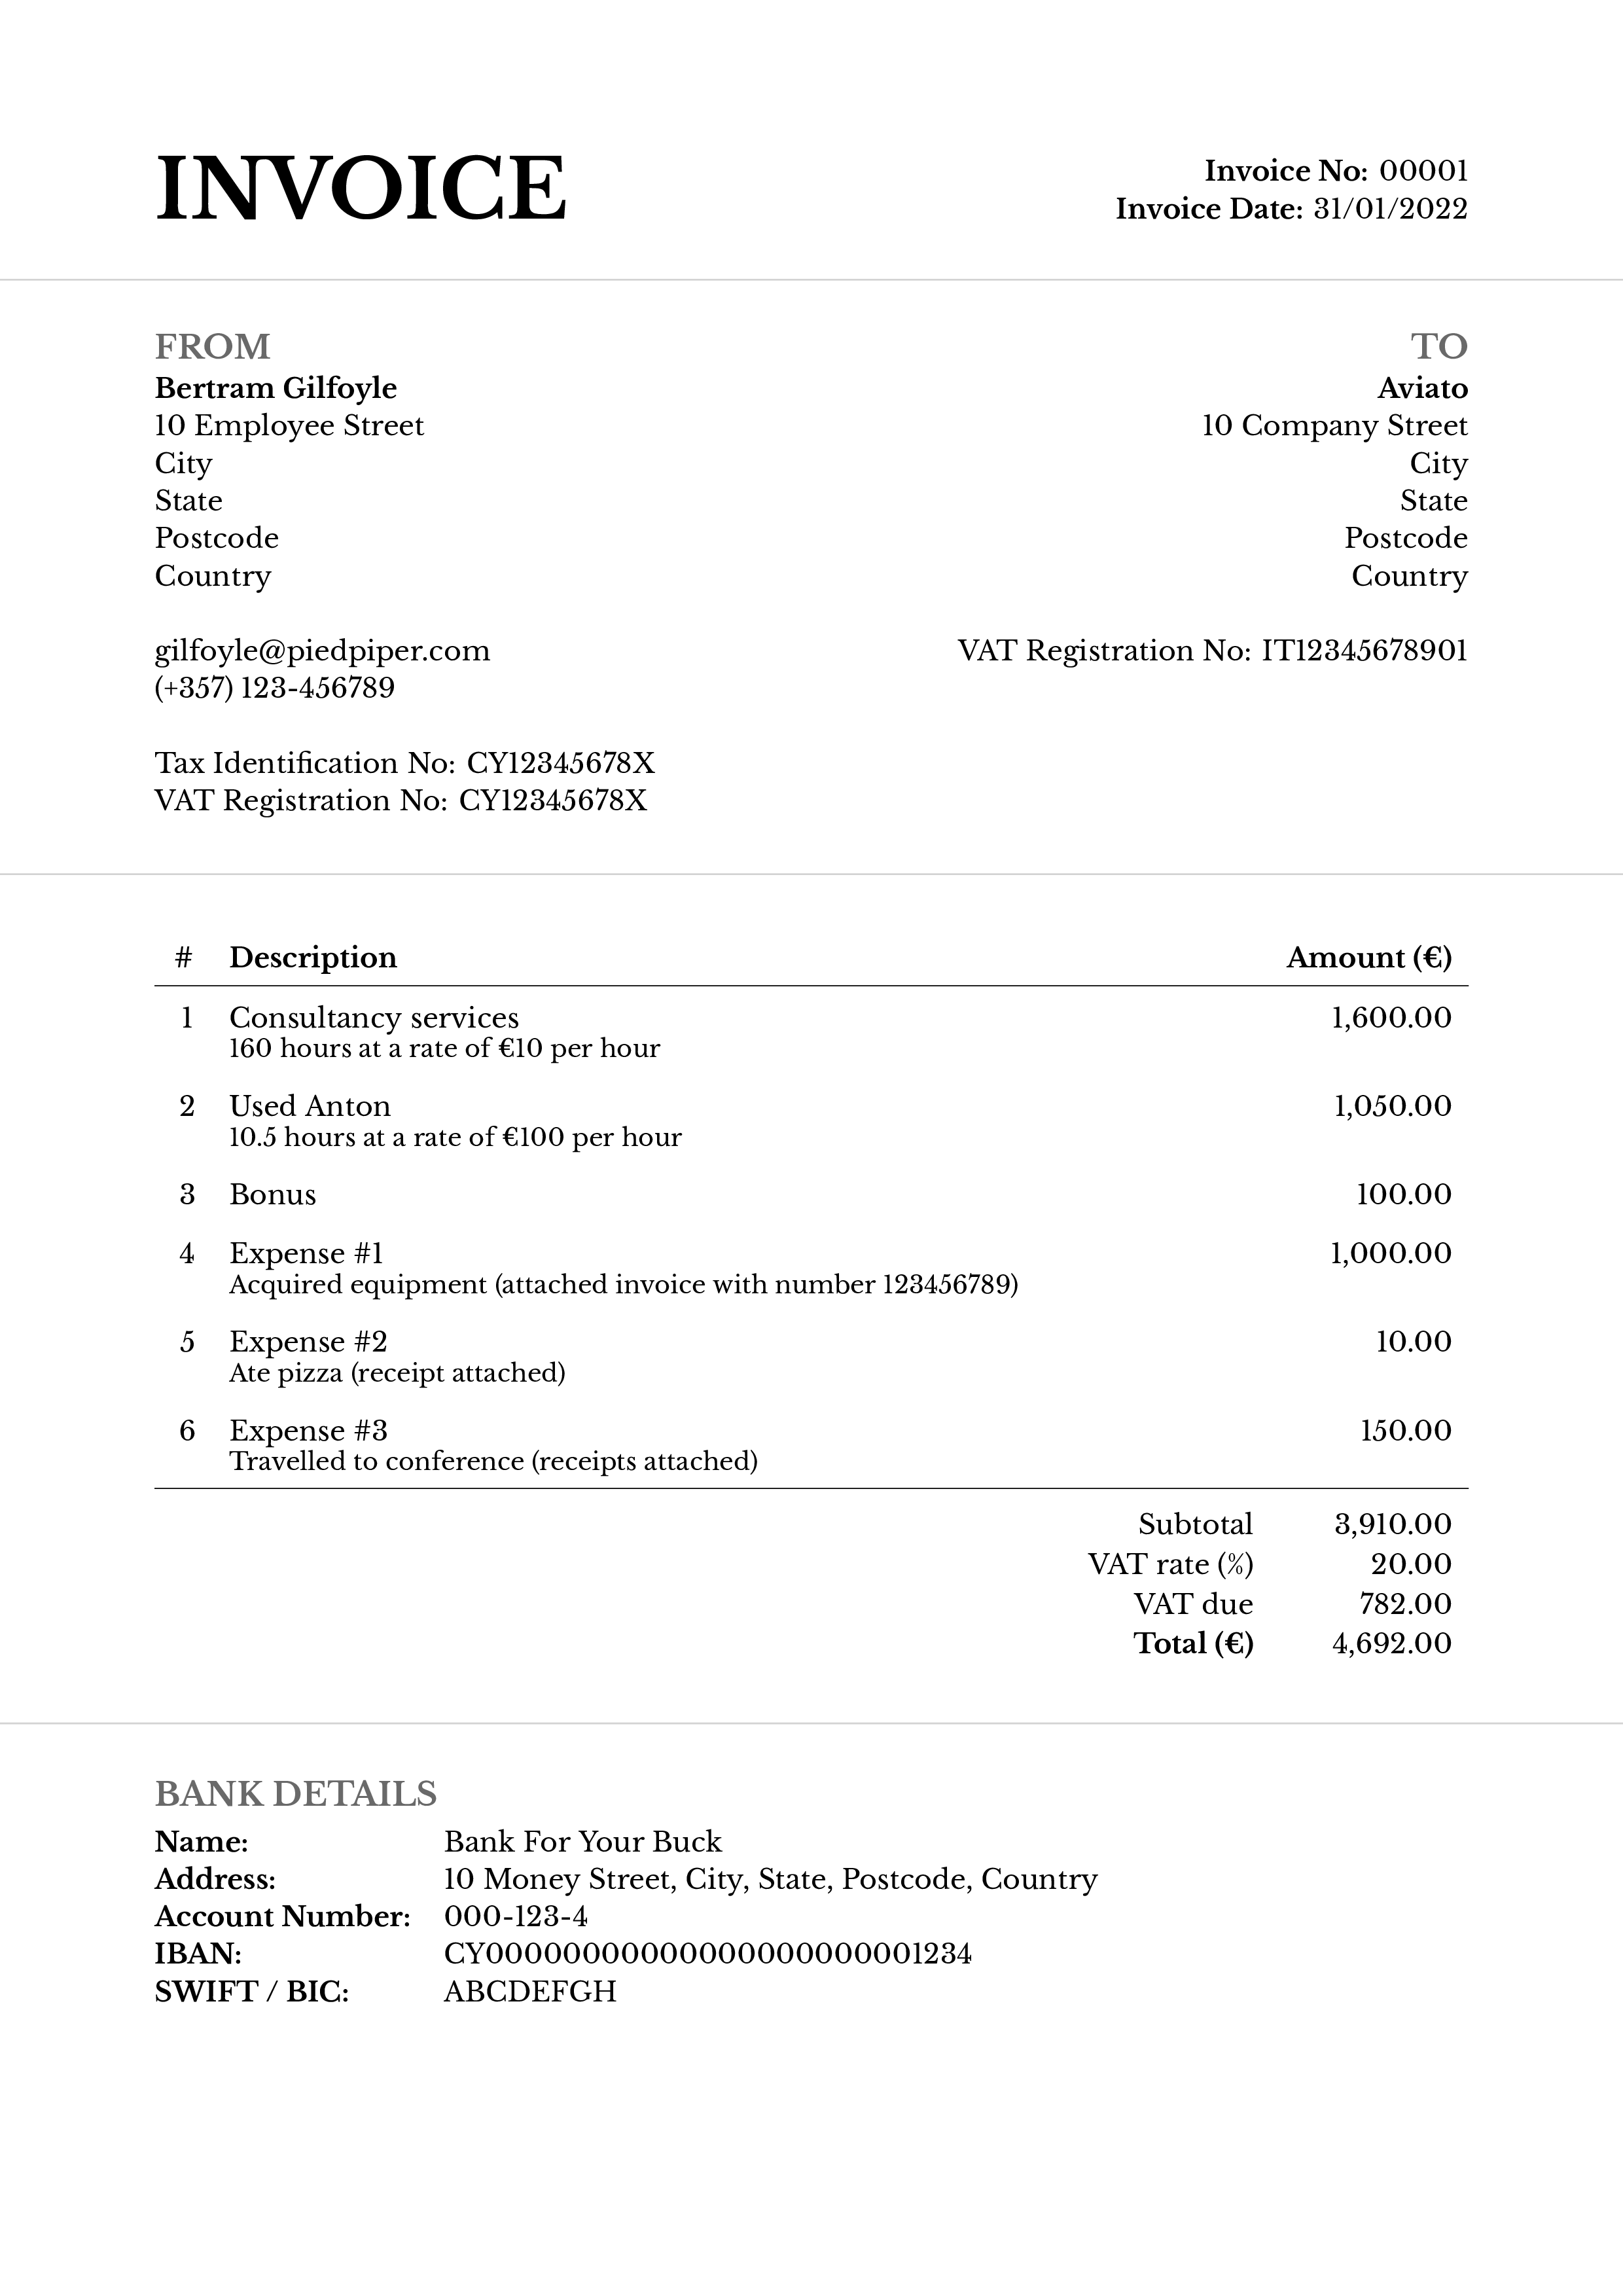 INVOICE
Invoice No: 00001
Invoice Date: 31/01/2022
FROM
Bertram Gilfoyle
10 Employee Street
City
State
Postcode
Country
gilfoyle@piedpiper.com
(+357) 123-456789
Tax Identification No: CY12345678X
VAT Registration No: CY12345678X
TO
Aviato
10 Company Street
City
State
Postcode
Country
VAT Registration No: IT12345678901
# Description Amount (€)
1 Consultancy services 1,600.00
160 hours at a rate of €10 per hour
2 Used Anton 1,050.00
10.5 hours at a rate of €100 per hour
3 Bonus 100.00
4 Expense #1 1,000.00
Acquired equipment (attached invoice with number 123456789)
5 Expense #2 10.00
Ate pizza (receipt attached)
6 Expense #3 150.00
Travelled to conference (receipts attached)
Subtotal 3,910.00
VAT rate (%) 20.00
VAT due 782.00
Total (€) 4,692.00
BANK DETAILS
Name: Bank For Your Buck
Address: 10 Money Street, City, State, Postcode, Country
Account Number: 000-123-4
IBAN: CY00000000000000000000001234
SWIFT / BIC: ABCDEFGH